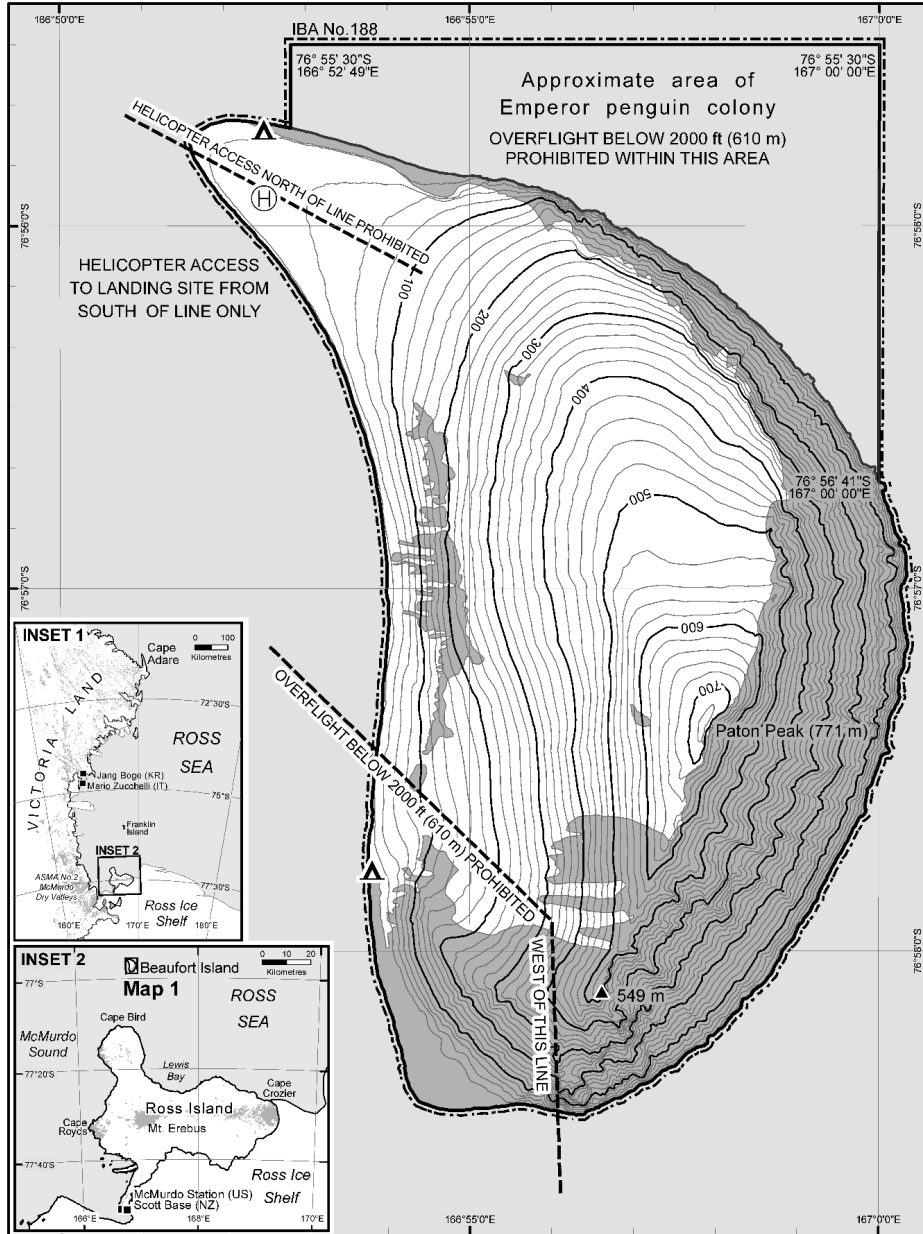 166°50'0"E
166°55'0"E
167°0'0"E
IBA No.188
76° 55' 30"S
166° 52' 49"E
76° 55' 30"S
167° 00' 00"E
Approximate area of
Emperor penguin colony
OVERFLIGHT BELOW 2000 ft (610 m)
PROHIBITED WITHIN THIS AREA
HELICOPTER ACCESS NORTH OF LINE PROHIBITED
H
76°56'0"S
76°56'0"S
HELICOPTER ACCESS
TO LANDING SITE FROM
SOUTH OF LINE ONLY
100
200
300
400
500
600
700
76° 56' 41"S
167° 00' 00"E
76°57'0"S
76°57'0"S
Paton Peak (771 m)
OVERFLIGHT BELOW 2000 ft (610 m) PROHIBITED
WEST OF THIS LINE
549 m
76°58'0"S
166°55'0"E
167°0'0"E
INSET 1
0 100
Kilometres
Cape
Adare
VICTORIA LAND
72°30'S
ROSS
SEA
Jang Bogo (KR)
Mario Zucchelli (IT)
75°S
Franklin
Island
INSET 2
ASMA No.2
McMurdo
Dry Valleys
77°30'S
Ross Ice
Shelf
160°E
170°E
180°E
INSET 2
Beaufort Island
Map 1
0 10 20
Kilometres
77°S
ROSS
SEA
Cape Bird
McMurdo
Sound
Lewis
Bay
77°20'S
Cape
Crozier
Ross Island
Mt. Erebus
Cape
Royds
77°40'S
McMurdo Station (US)
Scott Base (NZ)
Ross Ice
Shelf
166°E
168°E
170°E